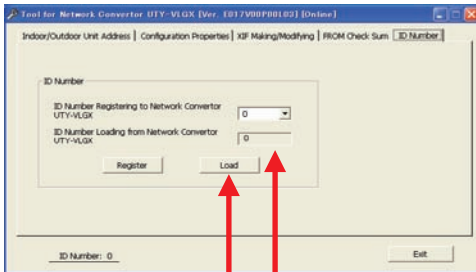 Tool for Network Convertor UTY-VLGX [Ver. E017V00P00L03] [Online]
Indoor/Outdoor Unit Address | Configuration Properties | XIF Making/Modifying | FROM Check Sum | ID Number
ID Number
ID Number Registering to Network Convertor
UTY-VLGX
0
ID Number Loading from Network Convertor
UTY-VLGX
0
Register Load
ID Number: 0 Exit